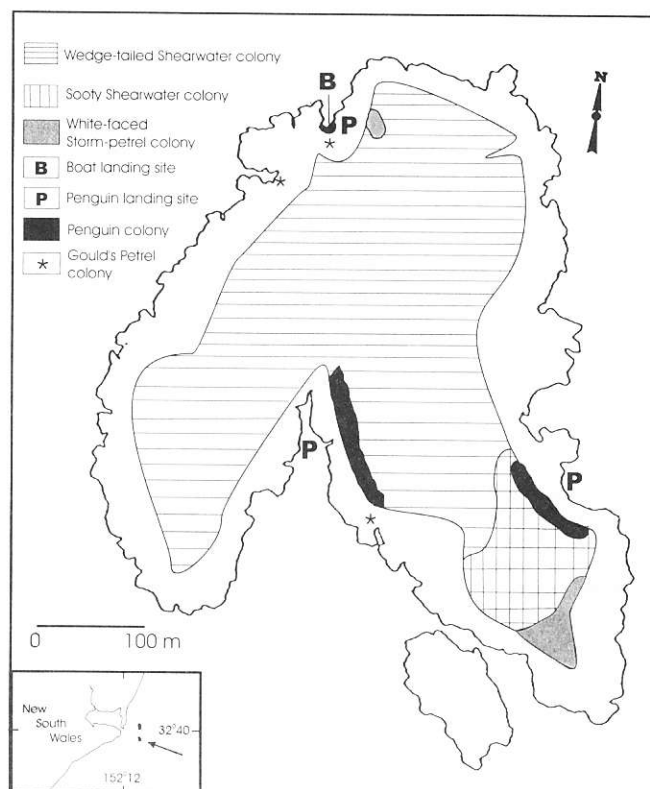 Wedge-tailed Shearwater colony
Sooty Shearwater colony
White-faced
Storm-petrel colony
B Boat landing site
P Penguin landing site
Penguin colony
* Gould's Petrel
colony
B
P
N
P
P
*
*
*
0 100 m
New
South
Wales
32°40
152°12